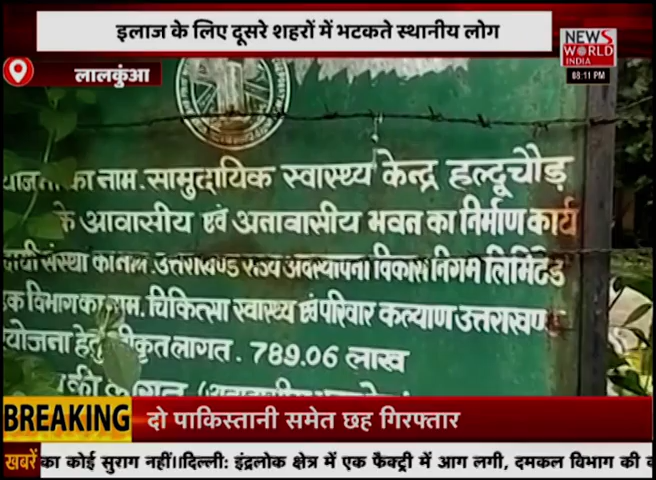 इलाज के लिए दूसरे शहरों में भटकते स्थानीय लोग
NEWS
WORLD
INDIA
08:11 PM
लालकुंआ
का नाम. सामुदायिक स्वास्थ्य केन्द्र हल्दूचौड़
के आवासीय एवं अनावासीय भवन का निर्माण कार्य
संस्था का नाम. उत्तराखण्ड राज्य अवस्थापना विकास निगम लिमिटेड
विभाग का नाम. चिकित्सा स्वास्थ्य एवं परिवार कल्याण उत्तराखण्ड
लागत. 789.06 लाख
BREAKING दो पाकिस्तानी समेत छह गिरफ्तार
खबरें का कोई सुराग नहीं।।दिल्ली: इंद्रलोक क्षेत्र में एक फैक्ट्री में आग लगी, दमकल विभाग की